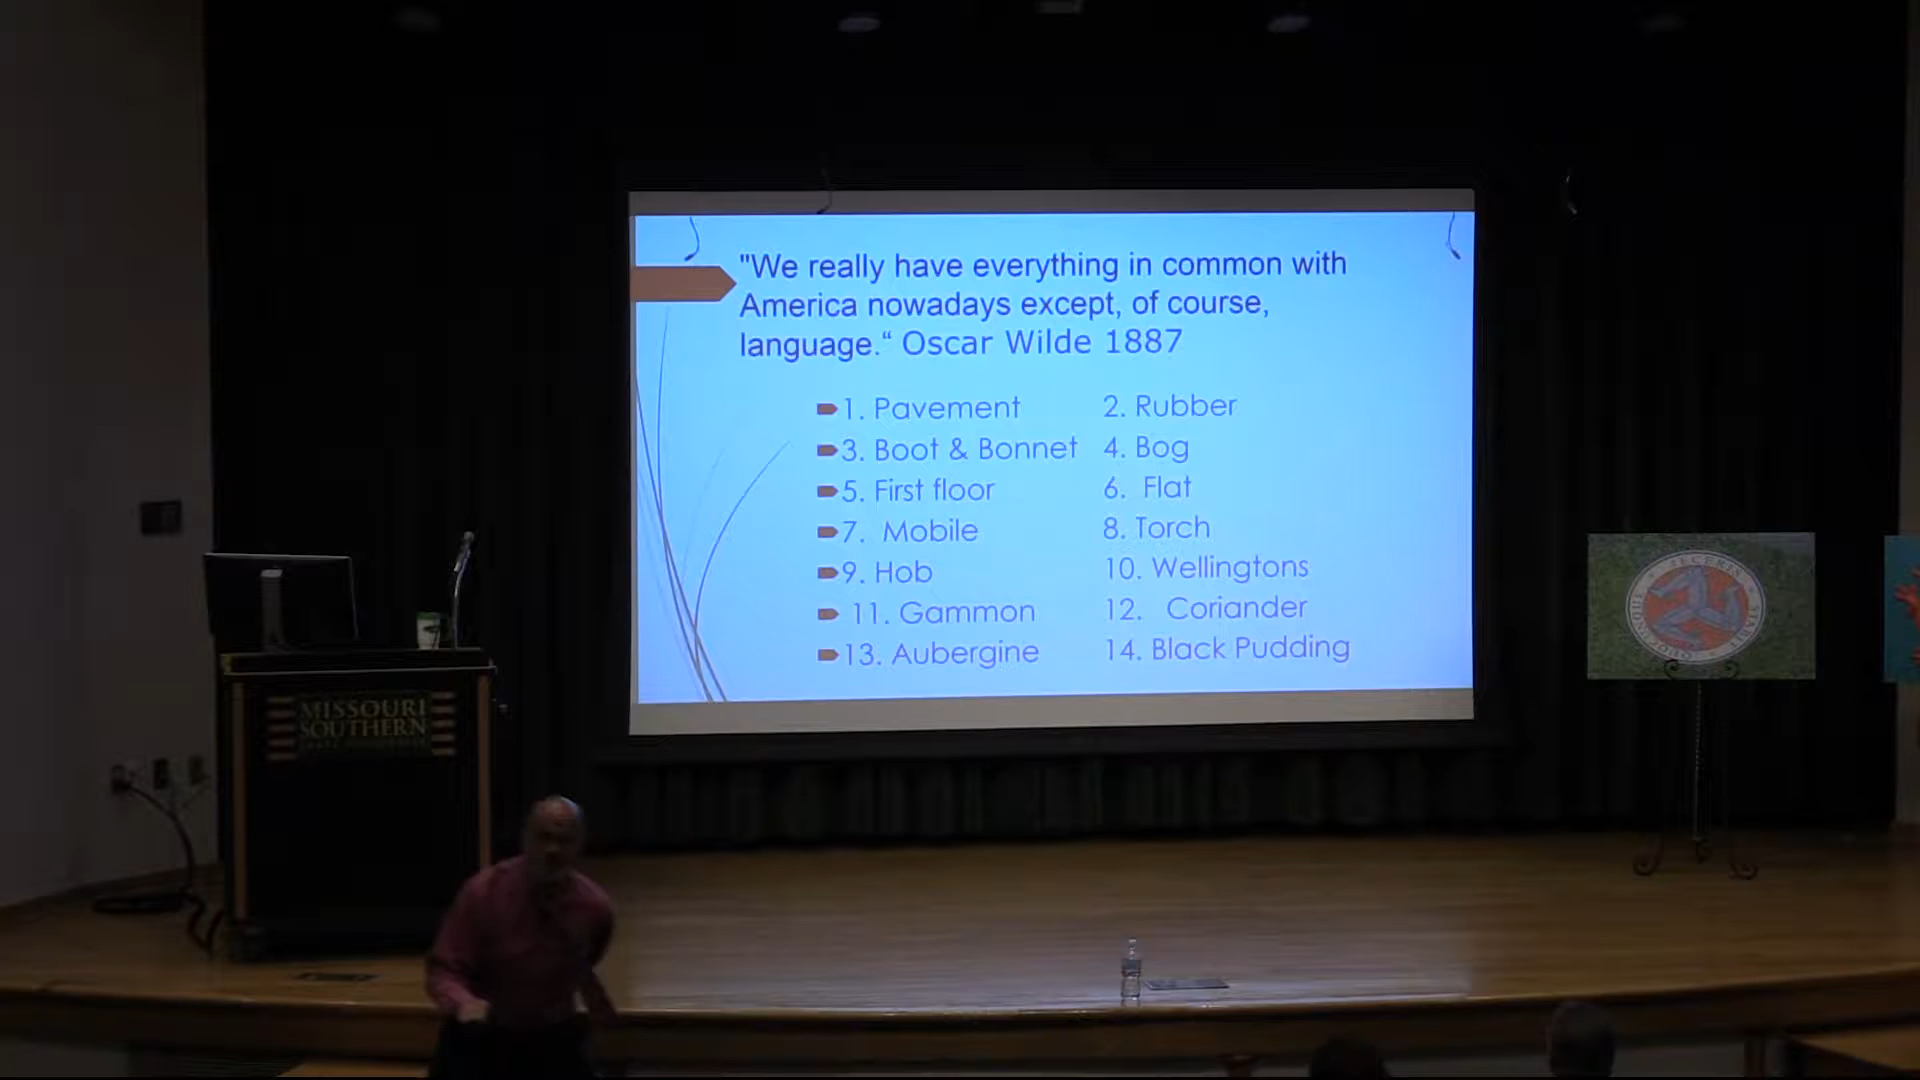 "We really have everything in common with
America nowadays except, of course,
language.“ Oscar Wilde 1887
1. Pavement 2. Rubber
3. Boot & Bonnet 4. Bog
5. First floor 6. Flat
7. Mobile 8. Torch
9. Hob 10. Wellingtons
11. Gammon 12. Coriander
13. Aubergine 14. Black Pudding
MISSOURI
SOUTHERN